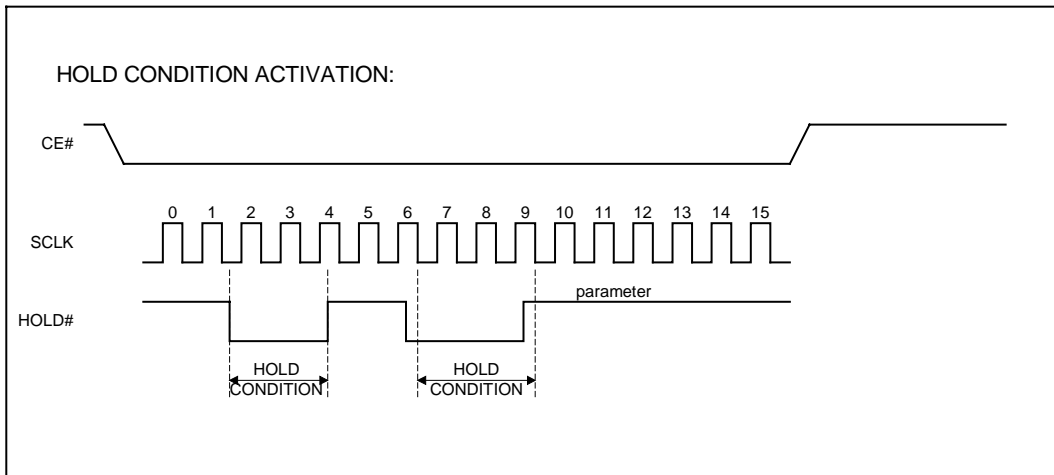 HOLD CONDITION ACTIVATION:
CE#
0 1 2 3 4 5 6 7 8 9 10 11 12 13 14 15
SCLK
parameter
HOLD#
HOLD HOLD
CONDITION CONDITION